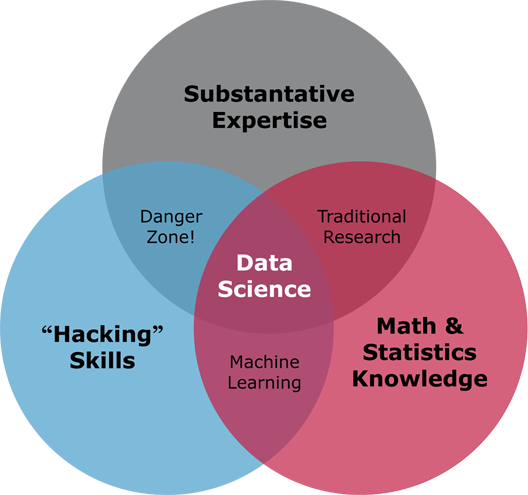 Substantative
Expertise
Danger
Zone!
Traditional
Research
Data
Science
“Hacking”
Skills
Machine
Learning
Math &
Statistics
Knowledge